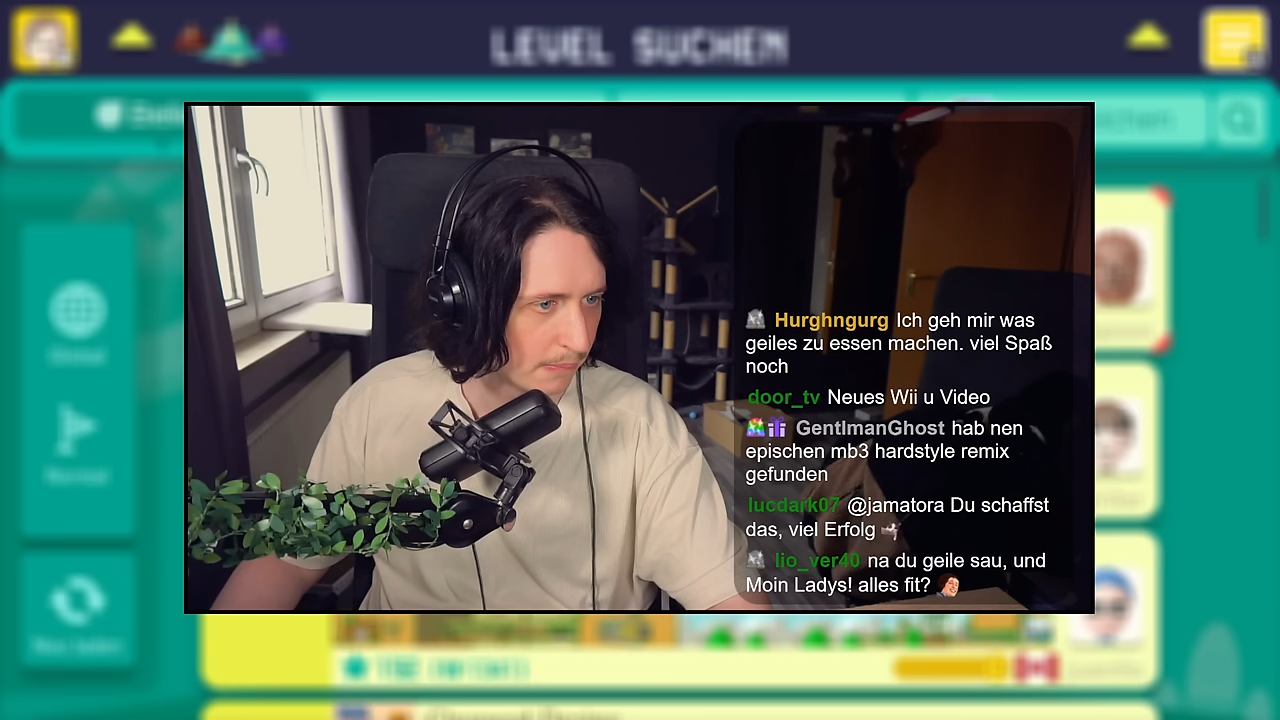 LEVEL SUCHEN
Hurghngurg Ich geh mir was
geiles zu essen machen. viel Spaß
noch
door_tv Neues Wii u Video
GentlmanGhost hab nen
epischen mb3 hardstyle remix
gefunden
lucdark07 @jamatora Du schaffst
das, viel Erfolg
lio_ver40 na du geile sau, und
Moin Ladys! alles fit?
Neu laden